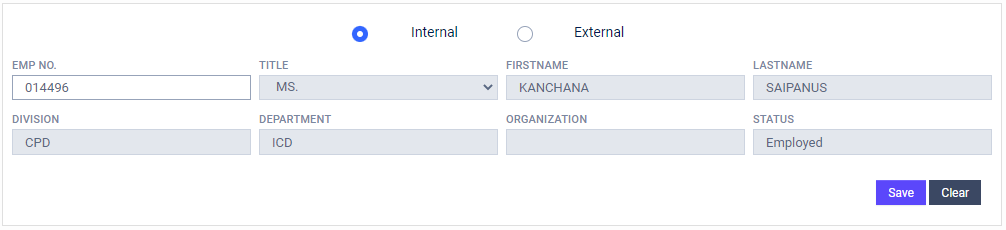 Internal External
EMP NO. TITLE FIRSTNAME LASTNAME
014496 MS. KANCHANA SAIPANUS
DIVISION DEPARTMENT ORGANIZATION STATUS
CPD ICD Employed
Save Clear